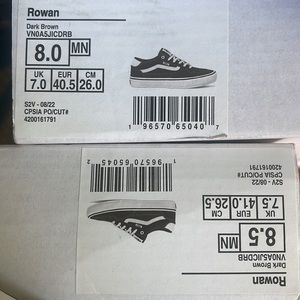 Rowan
Dark Brown
VN0A5JICDRB
8.0 MN
UK EUR CM
7.0 40.5 26.0
S2V - 08/22
CPSIA PO/CUT#
4200161791
1 96570 65040 7
Rowan
Dark Brown
VN0A5JICDRB
8.5 MN
UK EUR CM
7.5 41.0 26.5
S2V - 08/22
CPSIA PO/CUT#
4200161791
1 96570 65045 2